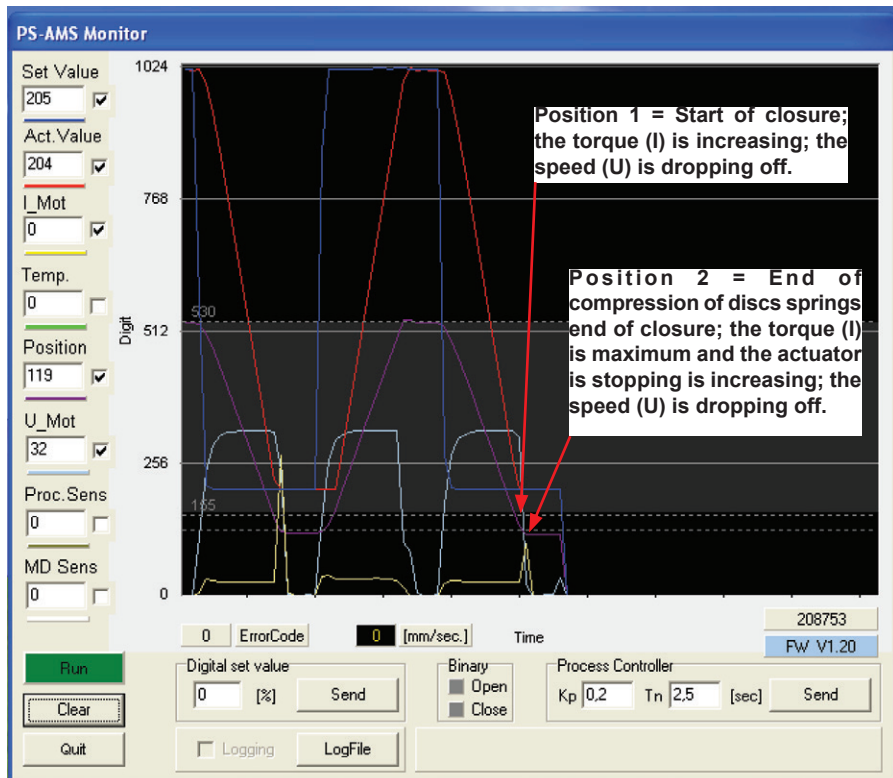 PS-AMS Monitor
Set Value
205
Act.Value
204
I_Mot
0
Temp.
0
Position
119
U_Mot
32
Proc.Sens
0
MD Sens
0
1024
768
512
256
0
Digit
530
155
Position 1 = Start of closure;
the torque (I) is increasing; the
speed (U) is dropping off.
Position 2 = End of
compression of discs springs
end of closure; the torque (I)
is maximum and the actuator
is stopping is increasing; the
speed (U) is dropping off.
0 ErrorCode 0 [mm/sec.] Time
208753
FW V1.20
Run
Clear
Quit
Digital set value
0 [%] Send
Binary
Open
Close
Process Controller
Kp 0,2 Tn 2,5 [sec] Send
Logging LogFile